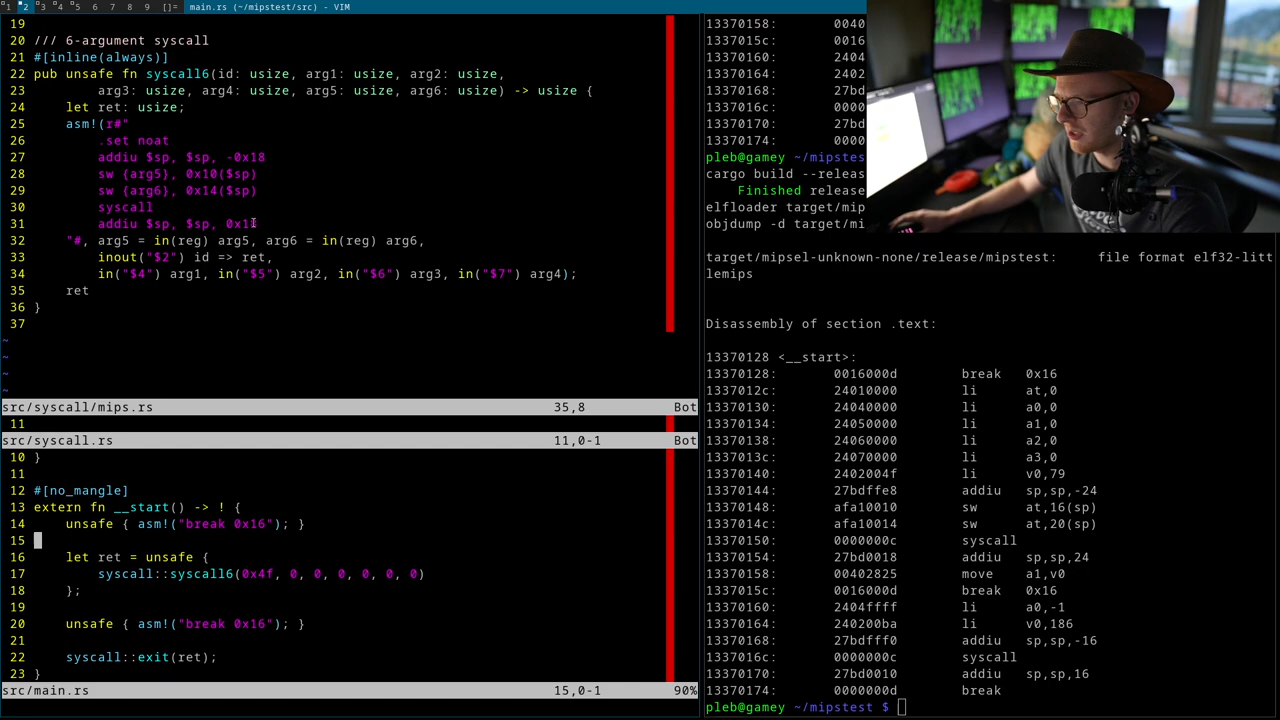 1 2 3 4 5 6 7 8 9 []= main.rs (~/mipstest/src) - VIM
19
20 /// 6-argument syscall
21 #[inline(always)]
22 pub unsafe fn syscall6(id: usize, arg1: usize, arg2: usize,
23 arg3: usize, arg4: usize, arg5: usize, arg6: usize) -> usize {
24 let ret: usize;
25 asm!(r#"
26 .set noat
27 addiu $sp, $sp, -0x18
28 sw {arg5}, 0x10($sp)
29 sw {arg6}, 0x14($sp)
30 syscall
31 addiu $sp, $sp, 0x18
32 "#, arg5 = in(reg) arg5, arg6 = in(reg) arg6,
33 inout("$2") id => ret,
34 in("$4") arg1, in("$5") arg2, in("$6") arg3, in("$7") arg4);
35 ret
36 }
37
~
~
~
~
src/syscall/mips.rs 35,8 Bot
11
src/syscall.rs 11,0-1 Bot
10 }
11
12 #[no_mangle]
13 extern fn __start() -> ! {
14 unsafe { asm!("break 0x16"); }
15
16 let ret = unsafe {
17 syscall::syscall6(0x4f, 0, 0, 0, 0, 0, 0)
18 };
19
20 unsafe { asm!("break 0x16"); }
21
22 syscall::exit(ret);
23 }
src/main.rs 15,0-1 90%
13370158: 0040
1337015c: 0016
13370160: 2404
13370164: 2402
13370168: 27bd
1337016c: 0000
13370170: 27bd
13370174: 0000
pleb@gamey ~/mipstes
cargo build --releas
Finished release
elfloader target/mip
objdump -d target/mi
target/mipsel-unknown-none/release/mipstest: file format elf32-litt
lemips
Disassembly of section .text:
13370128 <__start>:
13370128: 0016000d break 0x16
1337012c: 24010000 li at,0
13370130: 24040000 li a0,0
13370134: 24050000 li a1,0
13370138: 24060000 li a2,0
1337013c: 24070000 li a3,0
13370140: 2402004f li v0,79
13370144: 27bdffe8 addiu sp,sp,-24
13370148: afa10010 sw at,16(sp)
1337014c: afa10014 sw at,20(sp)
13370150: 0000000c syscall
13370154: 27bd0018 addiu sp,sp,24
13370158: 00402825 move a1,v0
1337015c: 0016000d break 0x16
13370160: 2404ffff li a0,-1
13370164: 240200ba li v0,186
13370168: 27bdfff0 addiu sp,sp,-16
1337016c: 0000000c syscall
13370170: 27bd0010 addiu sp,sp,16
13370174: 0000000d break
pleb@gamey ~/mipstest $